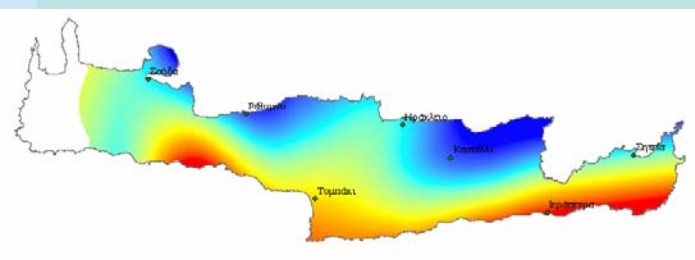 Σούδα
Ρέθυμνο
Ηράκλειο
Καστέλλι
Σητεία
Τυμπάκι
Ιεράπετρα